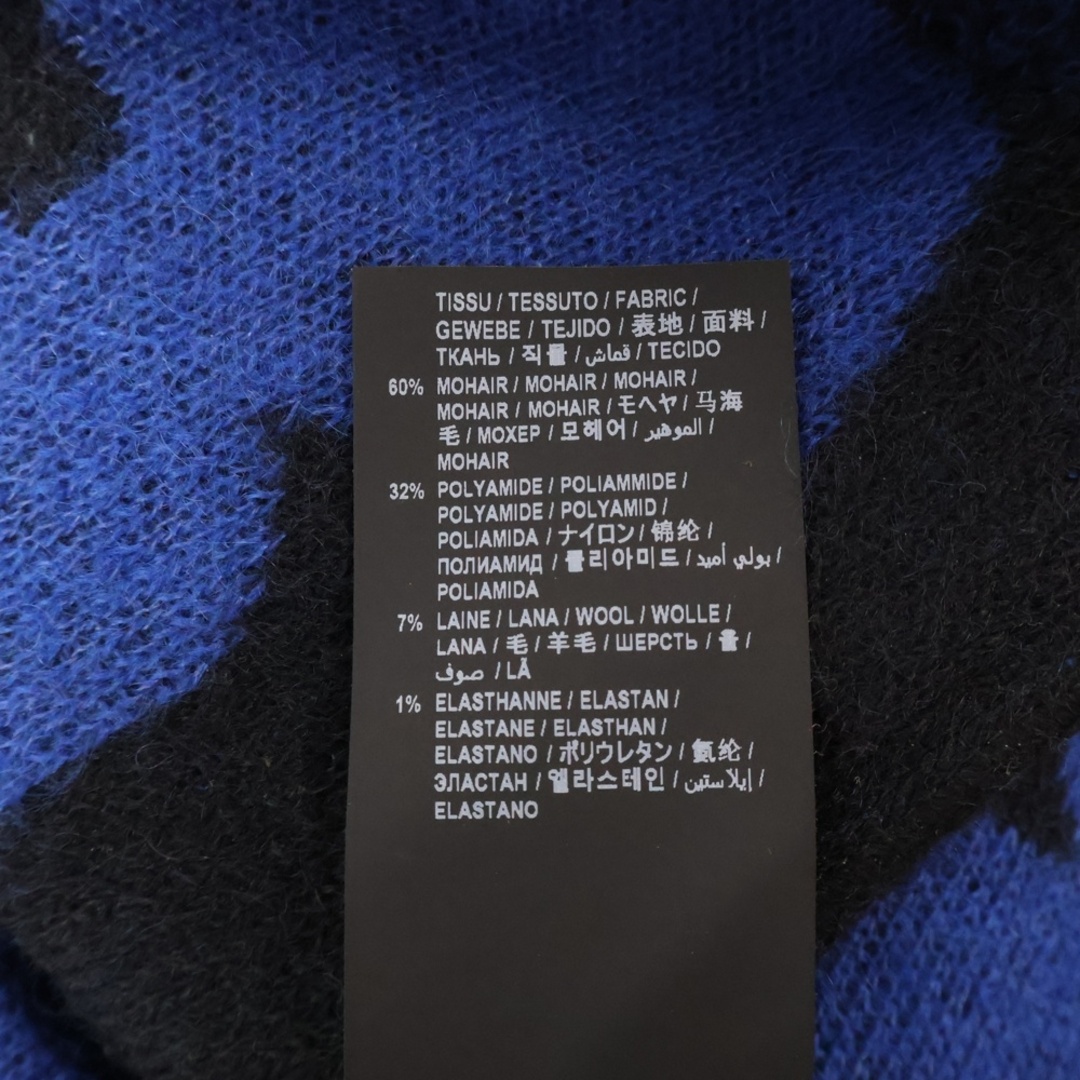 TISSU / TESSUTO / FABRIC /
GEWEBE / TEJIDO / 表地 / 面料 /
ТКАНЬ / 직물 / قماش / TECIDO
60% MOHAIR / MOHAIR / MOHAIR /
MOHAIR / MOHAIR / モヘヤ / 马海
毛 / МОХЕР / 모헤어 / الموهير /
MOHAIR
32% POLYAMIDE / POLIAMMIDE /
POLYAMIDE / POLYAMID /
POLIAMIDA / ナイロン / 锦纶 /
ПОЛИАМИД / 폴리아미드 / بولي أميد /
POLIAMIDA
7% LAINE / LANA / WOOL / WOLLE /
LANA / 毛 / 羊毛 / ШЕРСТЬ / 울 /
صوف / LÃ
1% ELASTHANNE / ELASTAN /
ELASTANE / ELASTHAN /
ELASTANO / ポリウレタン / 氨纶 /
ЭЛАСТАН / 엘라스테인 / إيلاستين /
ELASTANO